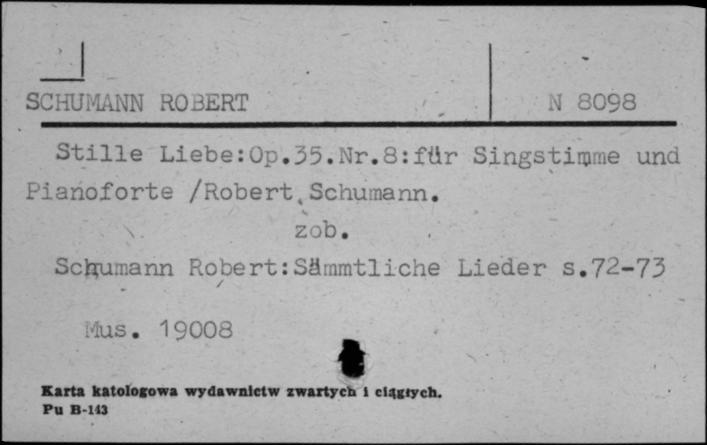 SCHUMANN ROBERT N 8098
Stille Liebe:Op.35.Nr.8:für Singstimme und
Pianoforte /Robert Schumann.
zob.
Schumann Robert:Sämmtliche Lieder s.72-73
Mus. 19008
Karta katologowa wydawnictw zwartych i ciągłych.
Pu B-143